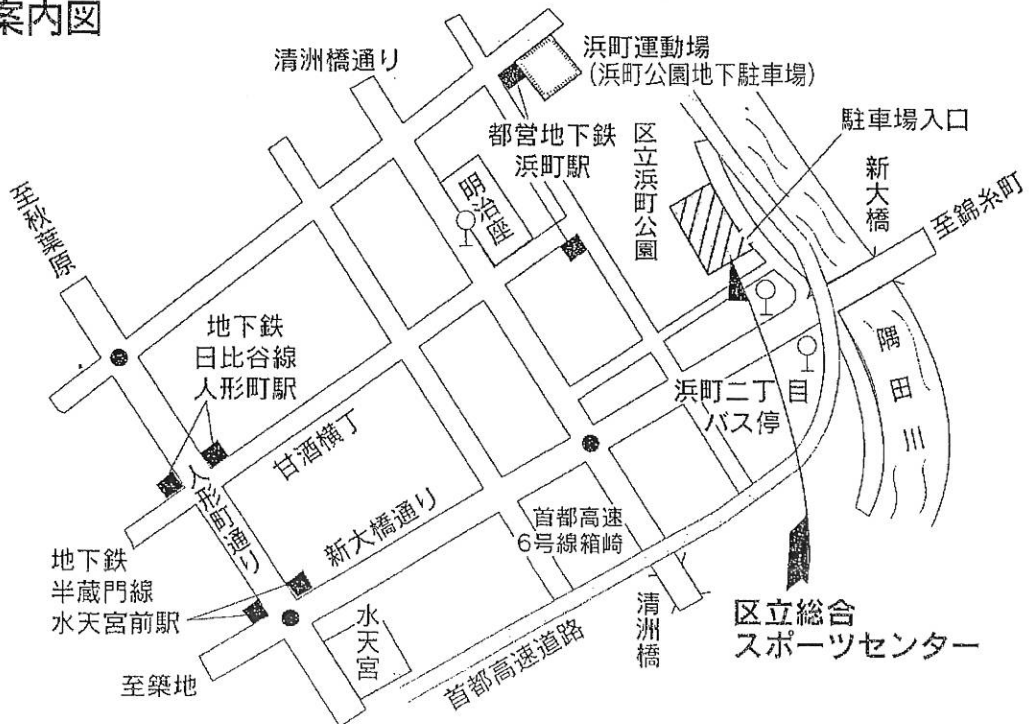 案内図
清洲橋通り
浜町運動場
(浜町公園地下駐車場)
都営地下鉄
浜町駅
区立浜町公園
駐車場入口
新大橋
至錦糸町
明治座
至秋葉原
地下鉄
日比谷線
人形町駅
甘酒横丁
浜町二丁目
バス停
隅田川
人形町通り
新大橋通り
首都高速
6号線箱崎
地下鉄
半蔵門線
水天宮前駅
水天宮
清洲橋
区立総合
スポーツセンター
至築地
首都高速道路